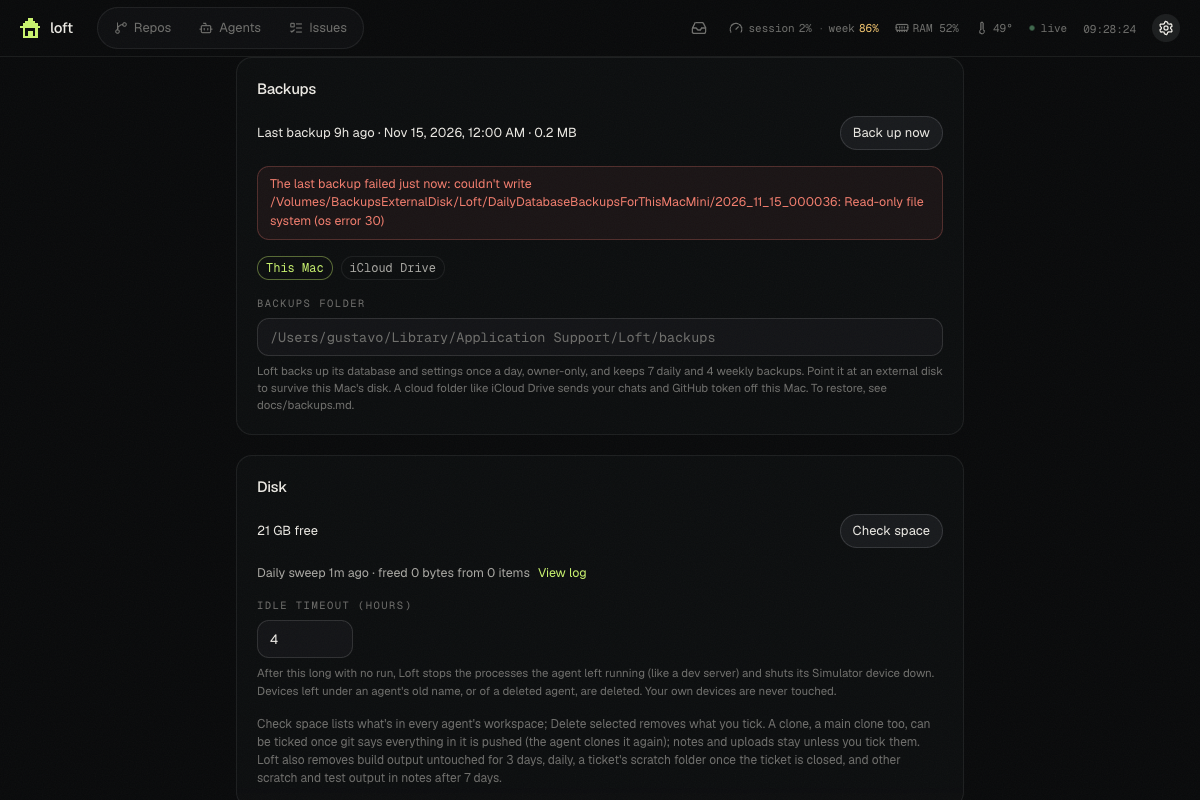 loft
Repos
Agents
Issues
session 2% · week 86%
RAM 52%
49°
live
09:28:24
Backups
Last backup 9h ago · Nov 15, 2026, 12:00 AM · 0.2 MB
Back up now
The last backup failed just now: couldn't write
/Volumes/BackupsExternalDisk/Loft/DailyDatabaseBackupsForThisMacMini/2026_11_15_000036: Read-only file
system (os error 30)
This Mac
iCloud Drive
BACKUPS FOLDER
/Users/gustavo/Library/Application Support/Loft/backups
Loft backs up its database and settings once a day, owner-only, and keeps 7 daily and 4 weekly backups. Point it at an external disk
to survive this Mac's disk. A cloud folder like iCloud Drive sends your chats and GitHub token off this Mac. To restore, see
docs/backups.md.
Disk
21 GB free
Check space
Daily sweep 1m ago · freed 0 bytes from 0 items View log
IDLE TIMEOUT (HOURS)
4
After this long with no run, Loft stops the processes the agent left running (like a dev server) and shuts its Simulator device down.
Devices left under an agent's old name, or of a deleted agent, are deleted. Your own devices are never touched.
Check space lists what's in every agent's workspace; Delete selected removes what you tick. A clone, a main clone too, can
be ticked once git says everything in it is pushed (the agent clones it again); notes and uploads stay unless you tick them.
Loft also removes build output untouched for 3 days, daily, a ticket's scratch folder once the ticket is closed, and other
scratch and test output in notes after 7 days.